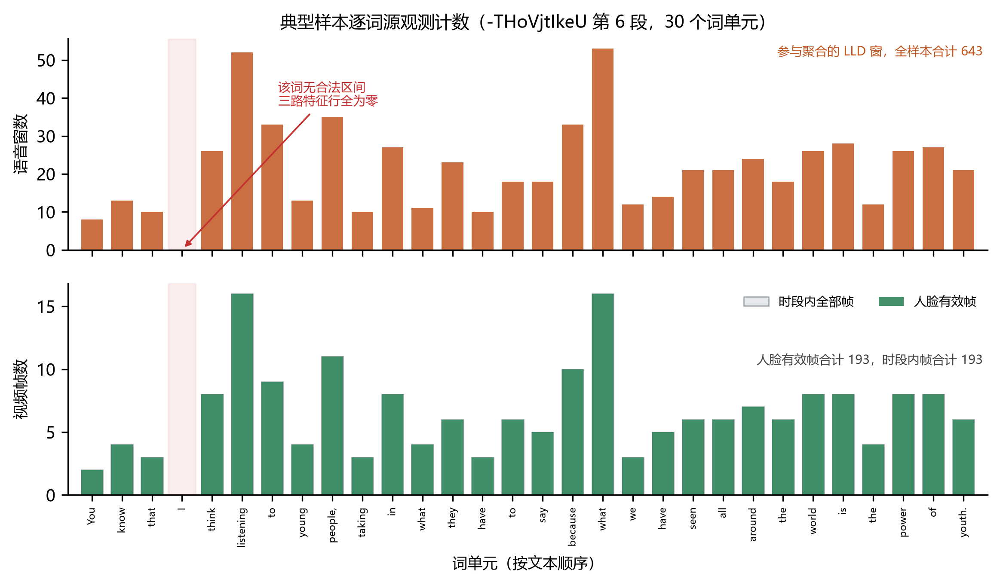 典型样本逐词源观测计数（-THoVjtIkeU 第 6 段，30 个词单元）
参与聚合的 LLD 窗，全样本合计 643
该词无合法区间
三路特征行全为零
语音窗数
50
40
30
20
10
0
时段内全部帧
人脸有效帧
人脸有效帧合计 193，时段内帧合计 193
视频帧数
15
10
5
0
You
know
that
I
think
listening
to
young
people,
taking
in
what
they
have
to
say
because
what
we
have
seen
all
around
the
world
is
the
power
of
youth.
词单元（按文本顺序）